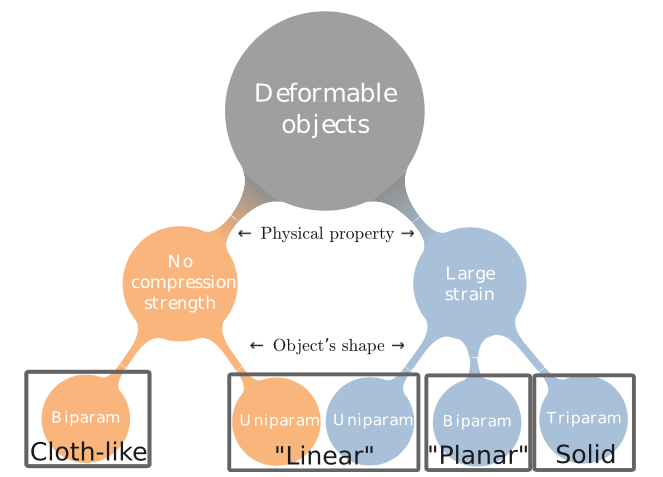 Deformable
objects
← Physical property →
No
compression
strength
Large
strain
← Object's shape →
Biparam
Uniparam
Uniparam
Biparam
Triparam
Cloth-like
"Linear"
"Planar"
Solid